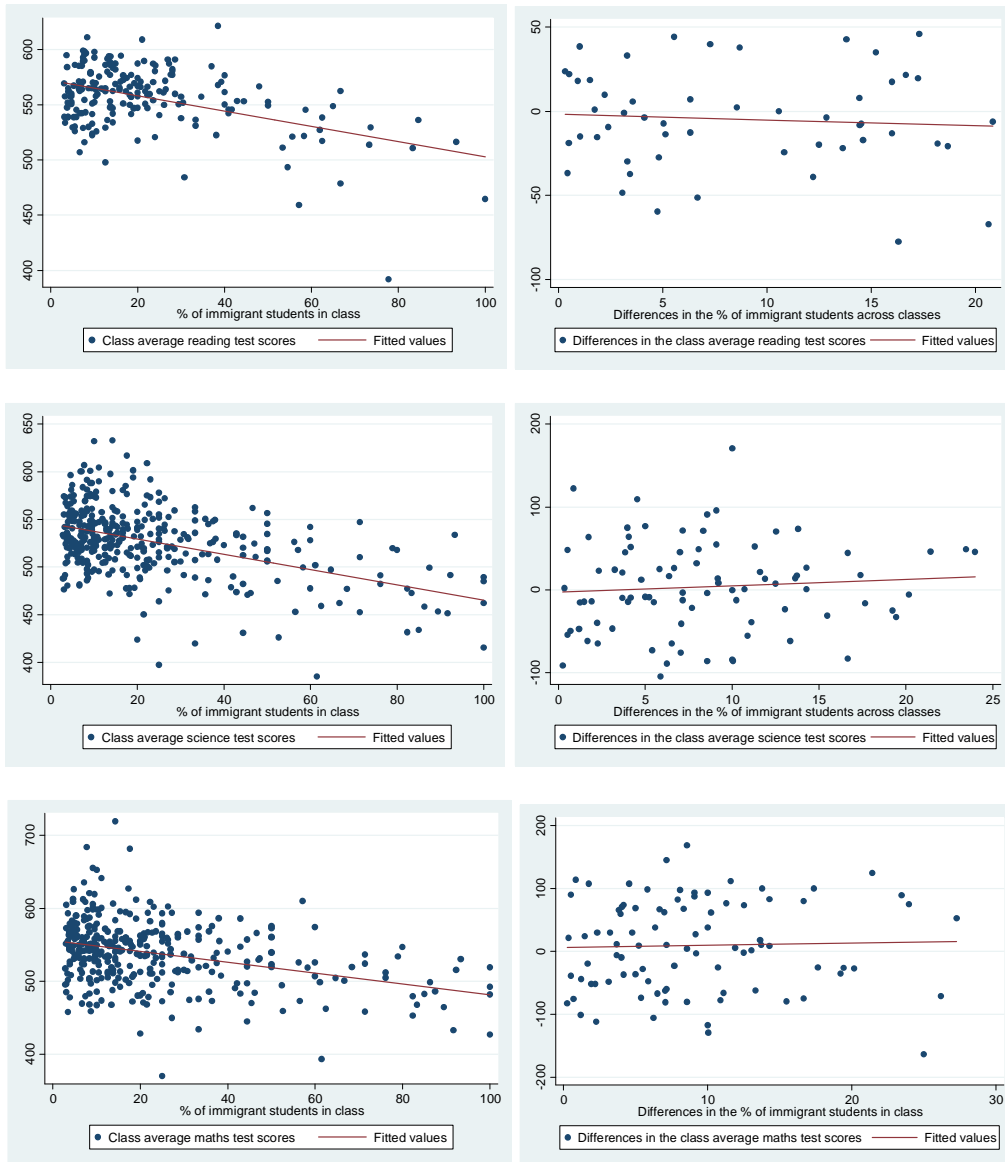 600
550
500
450
400
0 20 40 60 80 100
% of immigrant students in class
Class average reading test scores Fitted values
50
0
-50
-100
0 5 10 15 20
Differences in the % of immigrant students across classes
Differences in the class average reading test scores Fitted values
650
600
550
500
450
400
0 20 40 60 80 100
% of immigrant students in class
Class average science test scores Fitted values
200
100
0
-100
0 5 10 15 20 25
Differences in the % of immigrant students across classes
Differences in the class average science test scores Fitted values
700
600
500
400
0 20 40 60 80 100
% of immigrant students in class
Class average maths test scores Fitted values
200
100
0
-100
-200
0 10 20 30
Differences in the % of immigrant students in class
Differences in the class average maths test scores Fitted values